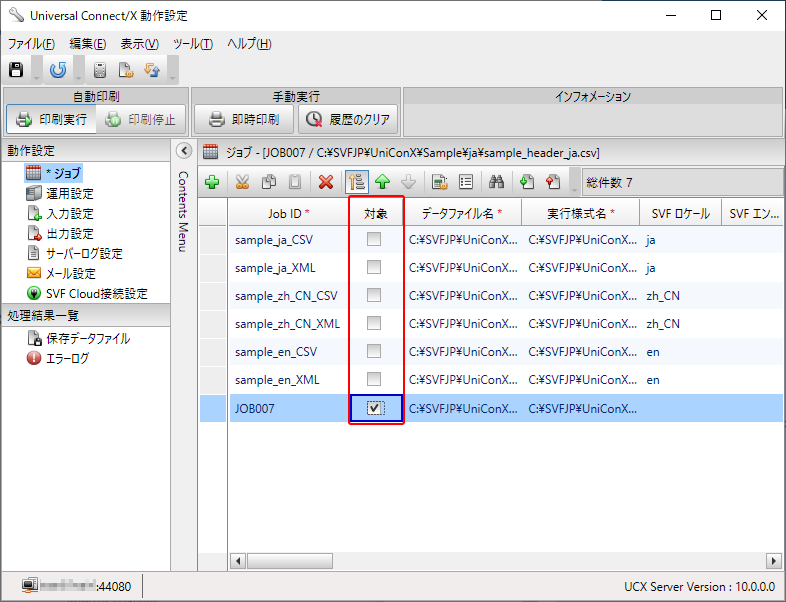 Universal Connect/X 動作設定
ファイル(F) 編集(E) 表示(V) ツール(T) ヘルプ(H)
自動印刷 手動実行 インフォメーション
印刷実行 印刷停止 即時印刷 履歴のクリア
動作設定
* ジョブ
運用設定
入力設定
出力設定
サーバーログ設定
メール設定
SVF Cloud接続設定
処理結果一覧
保存データファイル
エラーログ
Contents Menu
ジョブ - [JOB007 / C:¥SVFJP¥UniConX¥Sample¥ja¥sample_header_ja.csv]
総件数 7
Job ID * 対象 データファイル名 * 実行様式名 * SVF ロケール SVF エン...
sample_ja_CSV C:¥SVFJP¥UniConX... C:¥SVFJP¥UniConX... ja
sample_ja_XML C:¥SVFJP¥UniConX... C:¥SVFJP¥UniConX... ja
sample_zh_CN_CSV C:¥SVFJP¥UniConX... C:¥SVFJP¥UniConX... zh_CN
sample_zh_CN_XML C:¥SVFJP¥UniConX... C:¥SVFJP¥UniConX... zh_CN
sample_en_CSV C:¥SVFJP¥UniConX... C:¥SVFJP¥UniConX... en
sample_en_XML C:¥SVFJP¥UniConX... C:¥SVFJP¥UniConX... en
JOB007 C:¥SVFJP¥UniConX... C:¥SVFJP¥UniConX...
:44080 UCX Server Version : 10.0.0.0